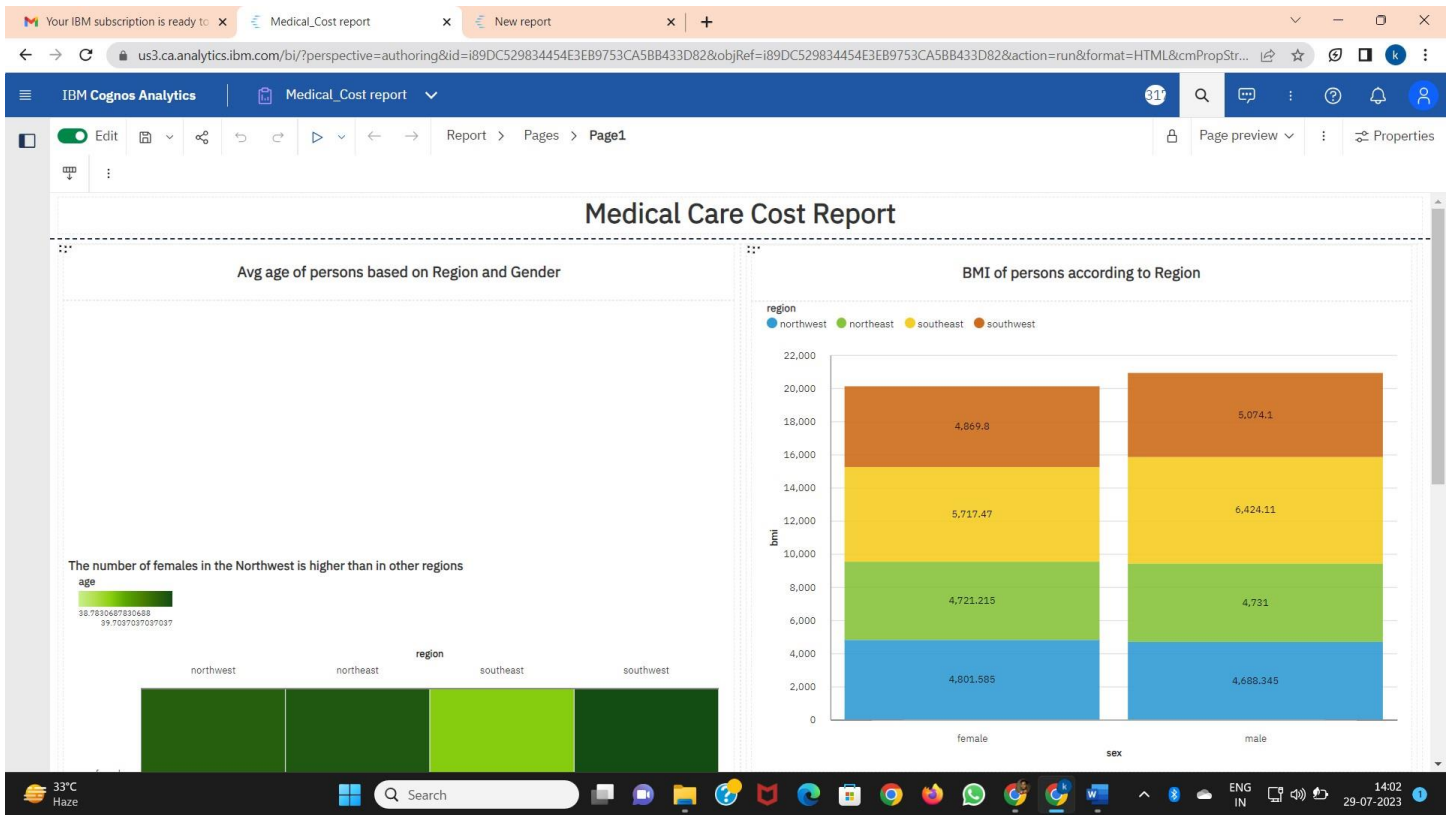 Your IBM subscription is ready to
Medical_Cost report
New report
us3.ca.analytics.ibm.com/bi/?perspective=authoring&id=i89DC529834454E3EB9753CA5BB433D82&objRef=i89DC529834454E3EB9753CA5BB433D82&action=run&format=HTML&cmPropStr...
k
IBM Cognos Analytics
Medical_Cost report
31
Edit
Report > Pages > Page1
Page preview
Properties
Medical Care Cost Report
Avg age of persons based on Region and Gender
The number of females in the Northwest is higher than in other regions
age
38.7830687830688
39.7037037037037
region
northwest northeast southeast southwest
BMI of persons according to Region
region
northwest northeast southeast southwest
22,000
20,000
18,000
16,000
14,000
12,000
10,000
8,000
6,000
4,000
2,000
0
bmi
4,869.8
5,074.1
5,717.47
6,424.11
4,721.215
4,731
4,801.585
4,688.345
female
male
sex
33°C
Haze
Search
ENG
IN
14:02
29-07-2023
1